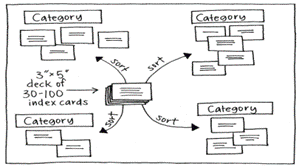 Category
Category
sort
sort
3"x5"
deck of
30-100
index cards
sort
sort
Category
Category